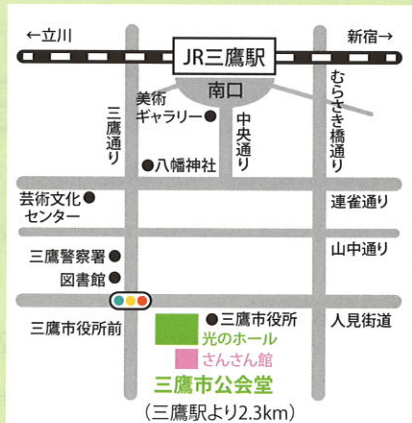 ←立川
新宿→
JR三鷹駅
南口
美術
ギャラリー
三鷹通り
中央通り
むらさき橋通り
八幡神社
芸術文化
センター
連雀通り
山中通り
三鷹警察署
図書館
三鷹市役所前
三鷹市役所
人見街道
光のホール
さんさん館
三鷹市公会堂
(三鷹駅より2.3km)